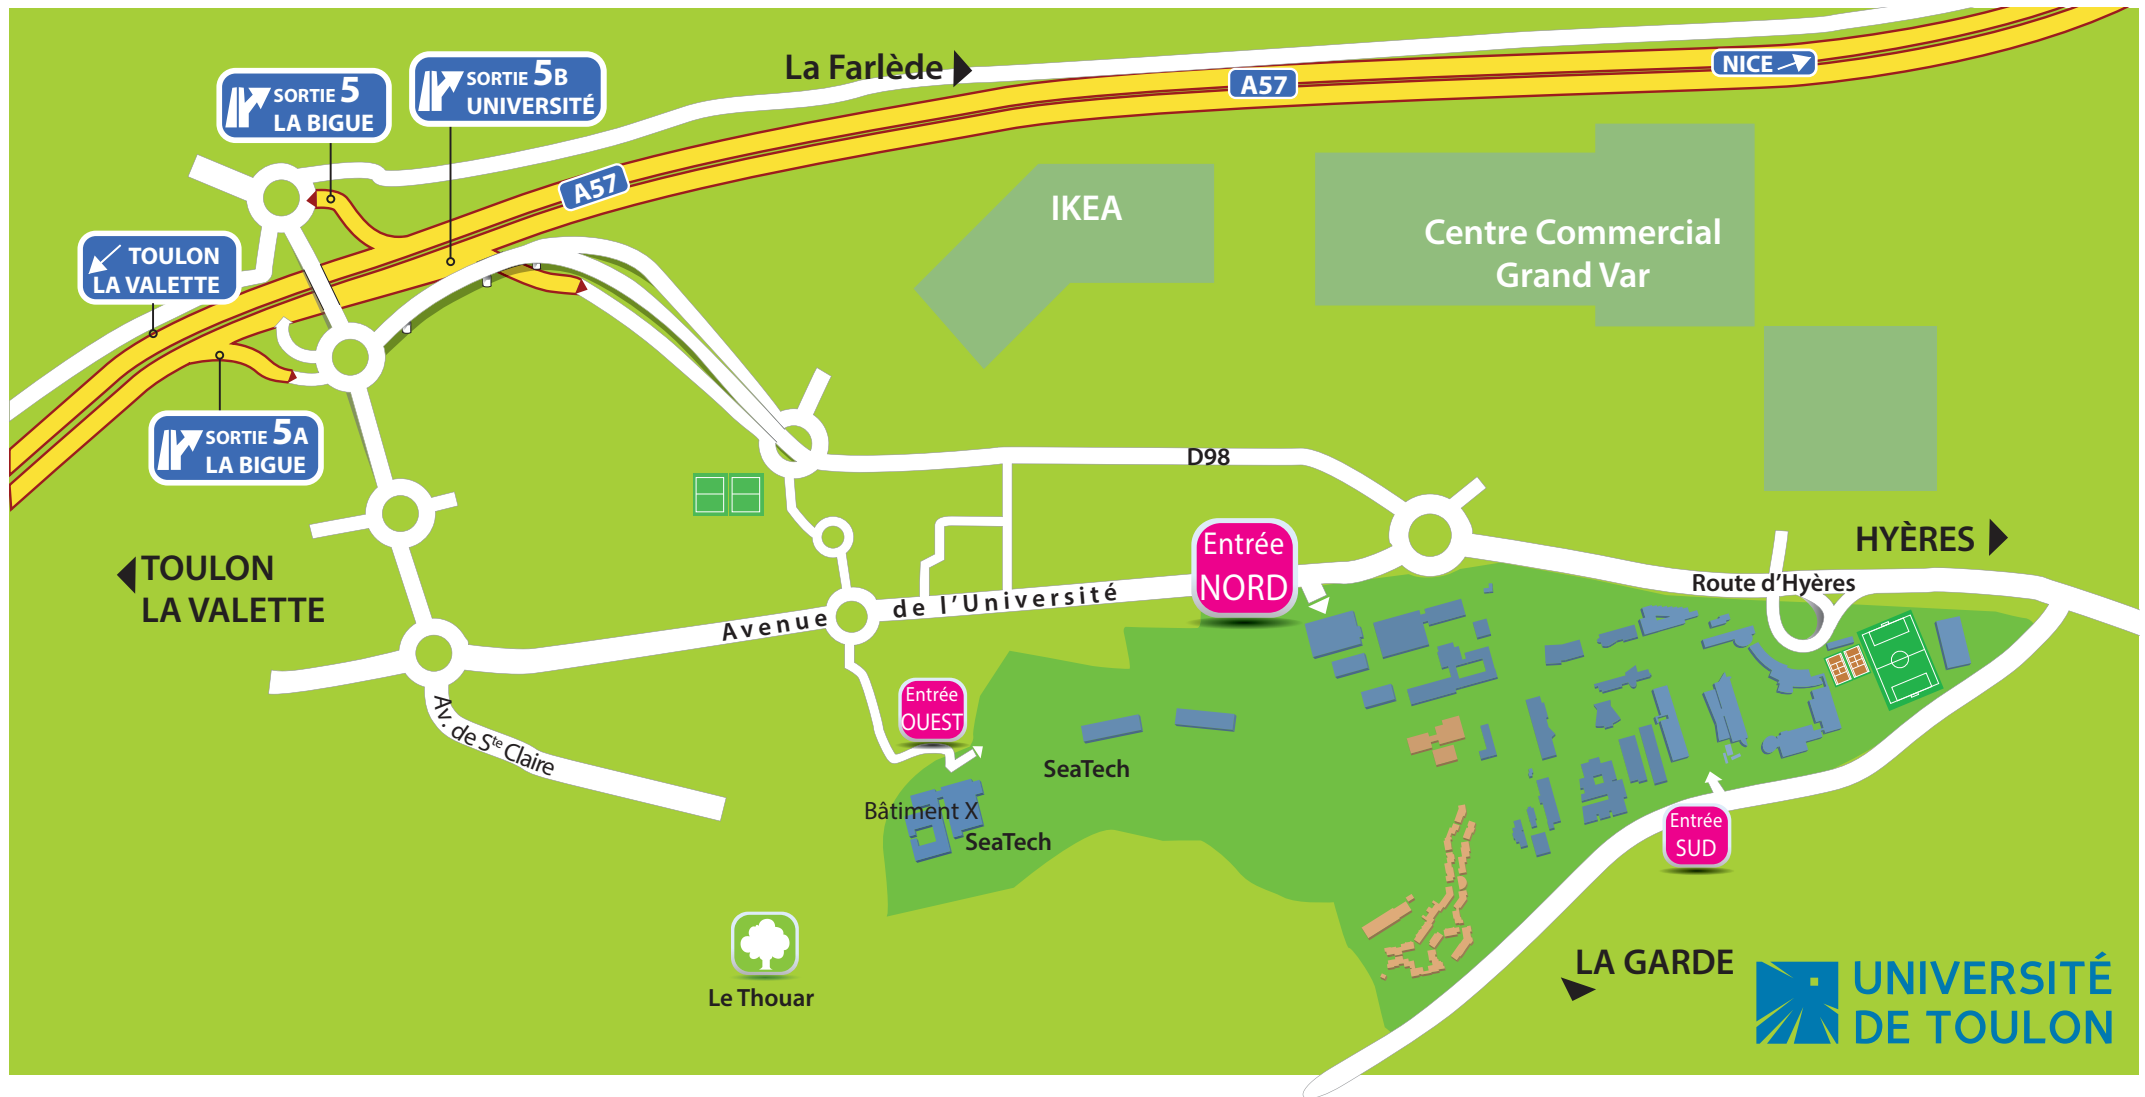 La Farlède
NICE
A57
SORTIE 5B
UNIVERSITÉ
SORTIE 5
LA BIGUE
A57
IKEA
Centre Commercial
Grand Var
TOULON
LA VALETTE
SORTIE 5A
LA BIGUE
D98
Entrée
NORD
HYÈRES
Route d'Hyères
TOULON
LA VALETTE
Avenue de l'Université
Entrée
OUEST
Av. de Ste Claire
SeaTech
Bâtiment X
SeaTech
Entrée
SUD
Le Thouar
LA GARDE
UNIVERSITÉ
DE TOULON